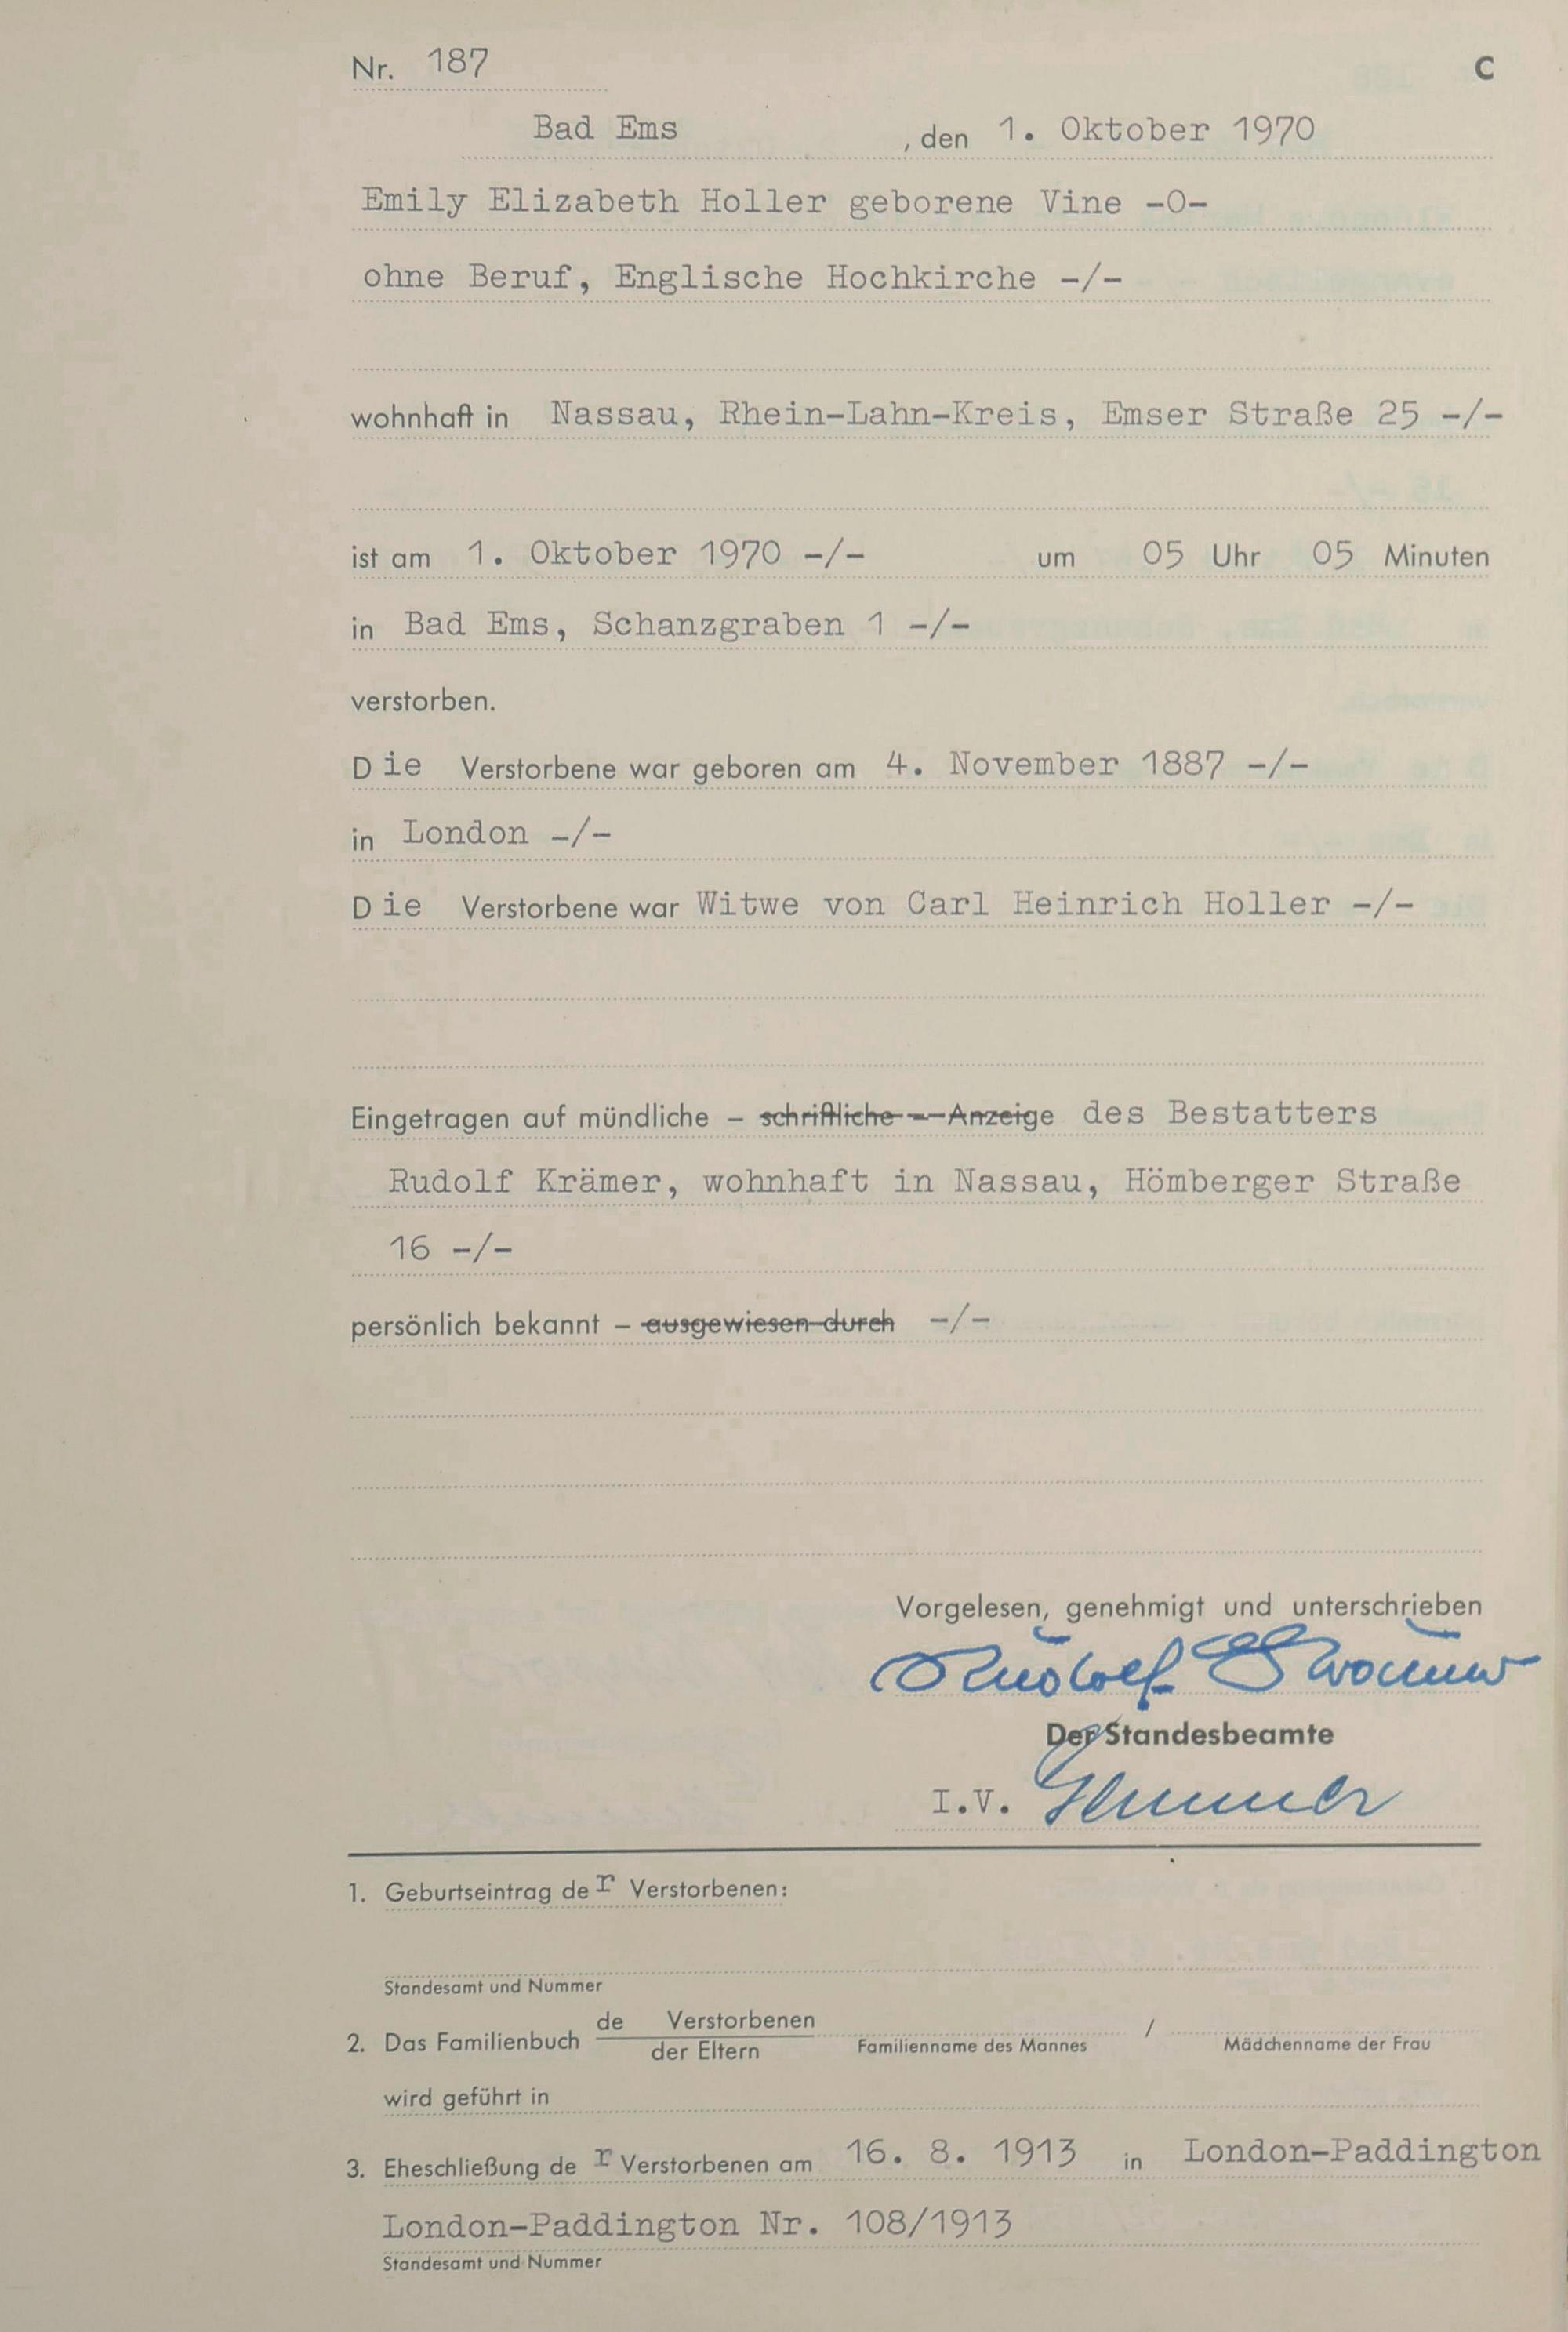 Nr. 187
C
Bad Ems , den 1. Oktober 1970
Emily Elizabeth Holler geborene Vine -O-
ohne Beruf, Englische Hochkirche -/-
wohnhaft in Nassau, Rhein-Lahn-Kreis, Emser Straße 25 -/-
ist am 1. Oktober 1970 -/- um 05 Uhr 05 Minuten
in Bad Ems, Schanzgraben 1 -/-
verstorben.
Die Verstorbene war geboren am 4. November 1887 -/-
in London -/-
Die Verstorbene war Witwe von Carl Heinrich Holler -/-
Eingetragen auf mündliche – schriftliche – Anzeige des Bestatters
Rudolf Krämer, wohnhaft in Nassau, Hömberger Straße
16 -/-
persönlich bekannt – ausgewiesen durch -/-
Vorgelesen, genehmigt und unterschrieben
Rudolf Krämer
Der Standesbeamte
I.V.
1. Geburtseintrag der Verstorbenen:
Standesamt und Nummer
2. Das Familienbuch de Verstorbenen / der Eltern
Familienname des Mannes / Mädchenname der Frau
wird geführt in
3. Eheschließung der Verstorbenen am 16. 8. 1913 in London-Paddington
London-Paddington Nr. 108/1913
Standesamt und Nummer